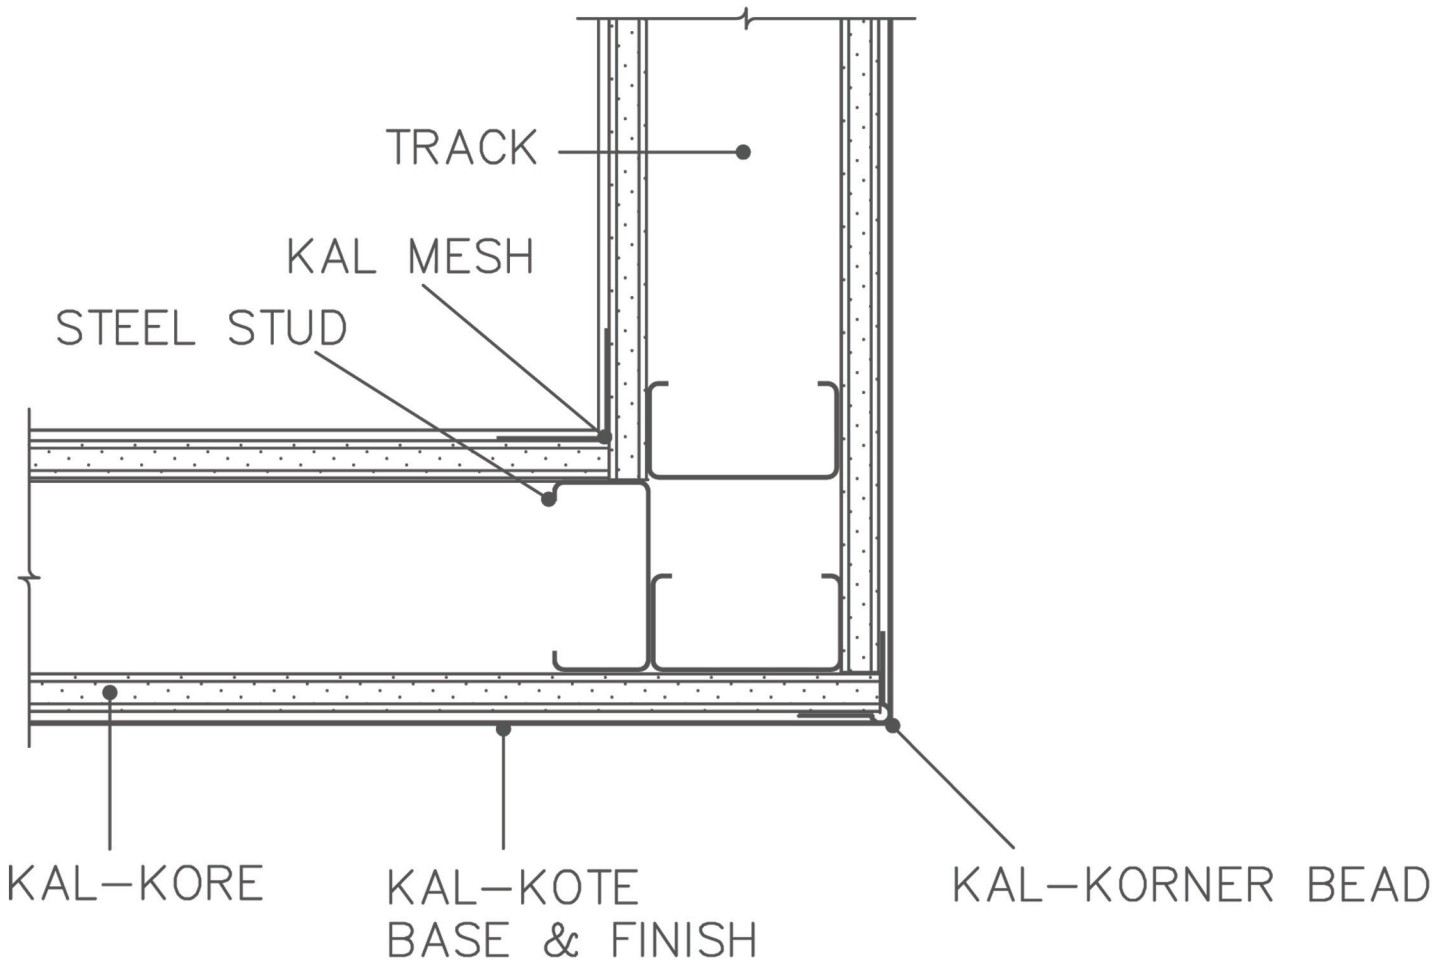 TRACK
KAL MESH
STEEL STUD
KAL-KORE
KAL-KOTE
BASE & FINISH
KAL-KORNER BEAD